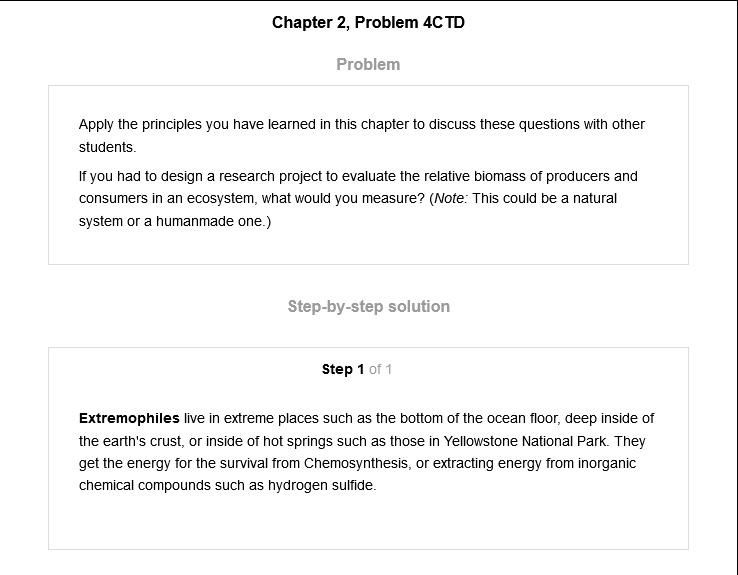 Chapter 2, Problem 4CTD
Problem
Apply the principles you have learned in this chapter to discuss these questions with other
students.
If you had to design a research project to evaluate the relative biomass of producers and
consumers in an ecosystem, what would you measure? (Note: This could be a natural
system or a humanmade one.)
Step-by-step solution
Step 1 of 1
Extremophiles live in extreme places such as the bottom of the ocean floor, deep inside of
the earth's crust, or inside of hot springs such as those in Yellowstone National Park. They
get the energy for the survival from Chemosynthesis, or extracting energy from inorganic
chemical compounds such as hydrogen sulfide.